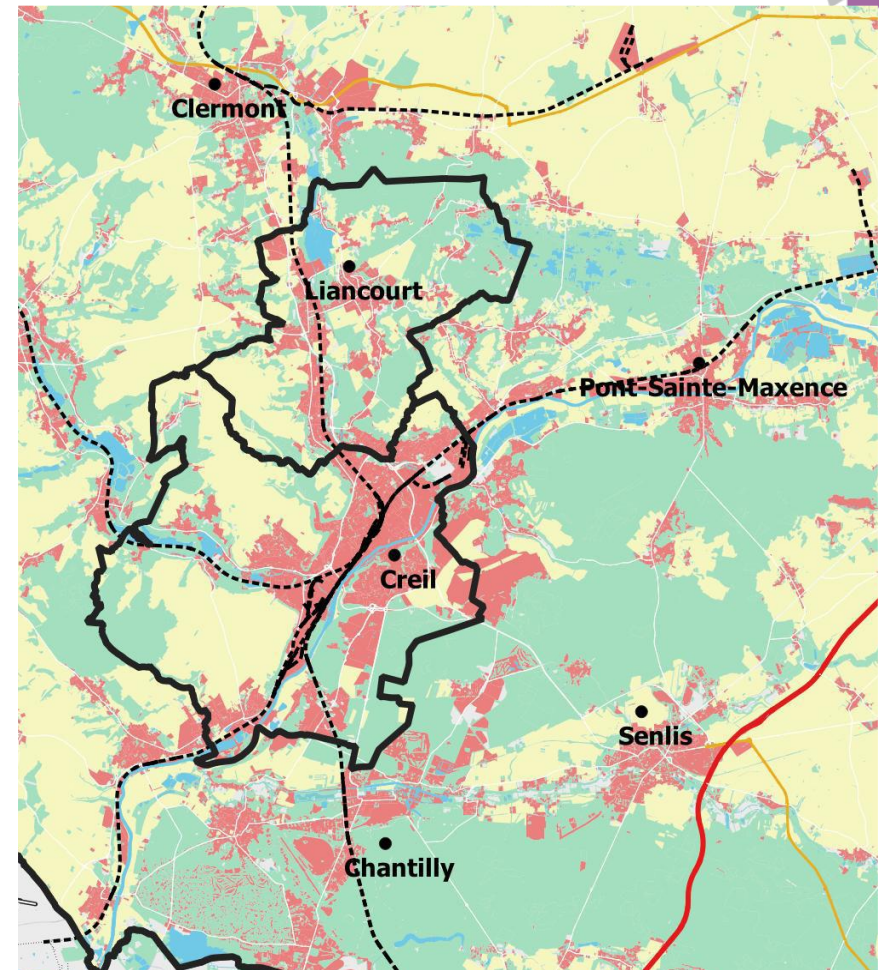 Clermont
Liancourt
Pont-Sainte-Maxence
Creil
Senlis
Chantilly